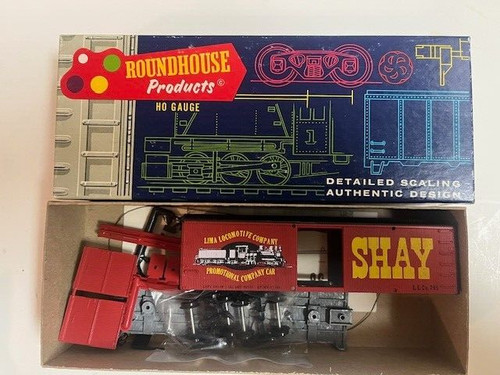 ROUNDHOUSE
Products©
HO GAUGE
1
DETAILED SCALING
AUTHENTIC DESIGN
LIMA LOCOMOTIVE COMPANY
PROMOTIONAL COMPANY CAR
SHAY